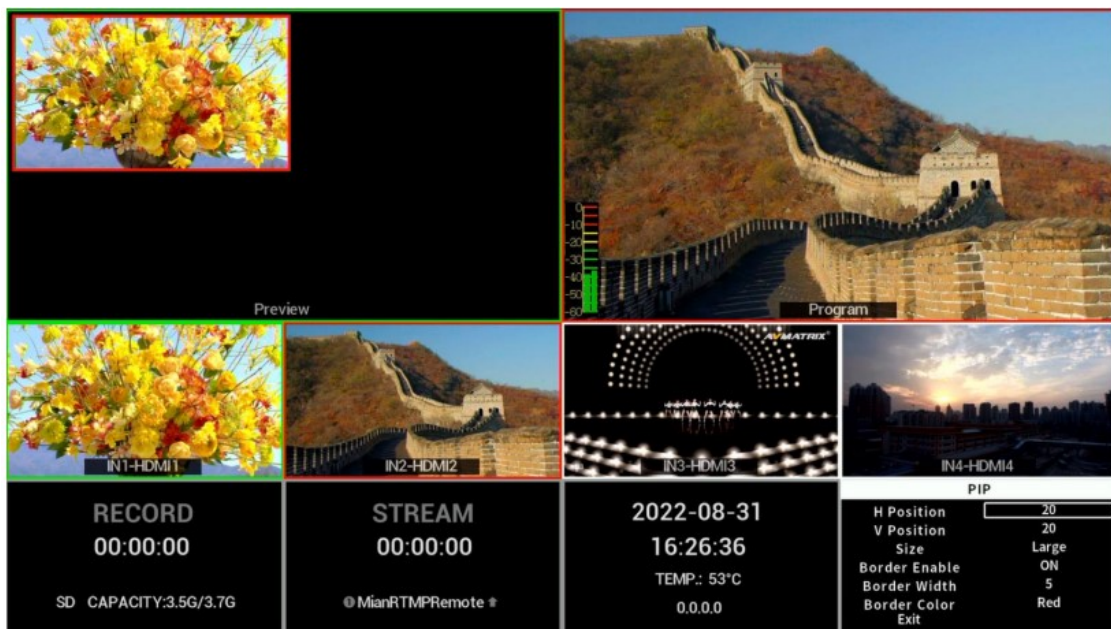 Preview
0
-10
-20
-30
-40
-50
-60
Program
IN1-HDMI1
IN2-HDMI2
AVMATRIX®
IN3-HDMI3
IN4-HDMI4
RECORD
00:00:00
SD CAPACITY:3.5G/3.7G
STREAM
00:00:00
MianRTMPRemote
2022-08-31
16:26:36
TEMP.: 53°C
0.0.0.0
PIP
H Position 20
V Position 20
Size Large
Border Enable ON
Border Width 5
Border Color Red
Exit